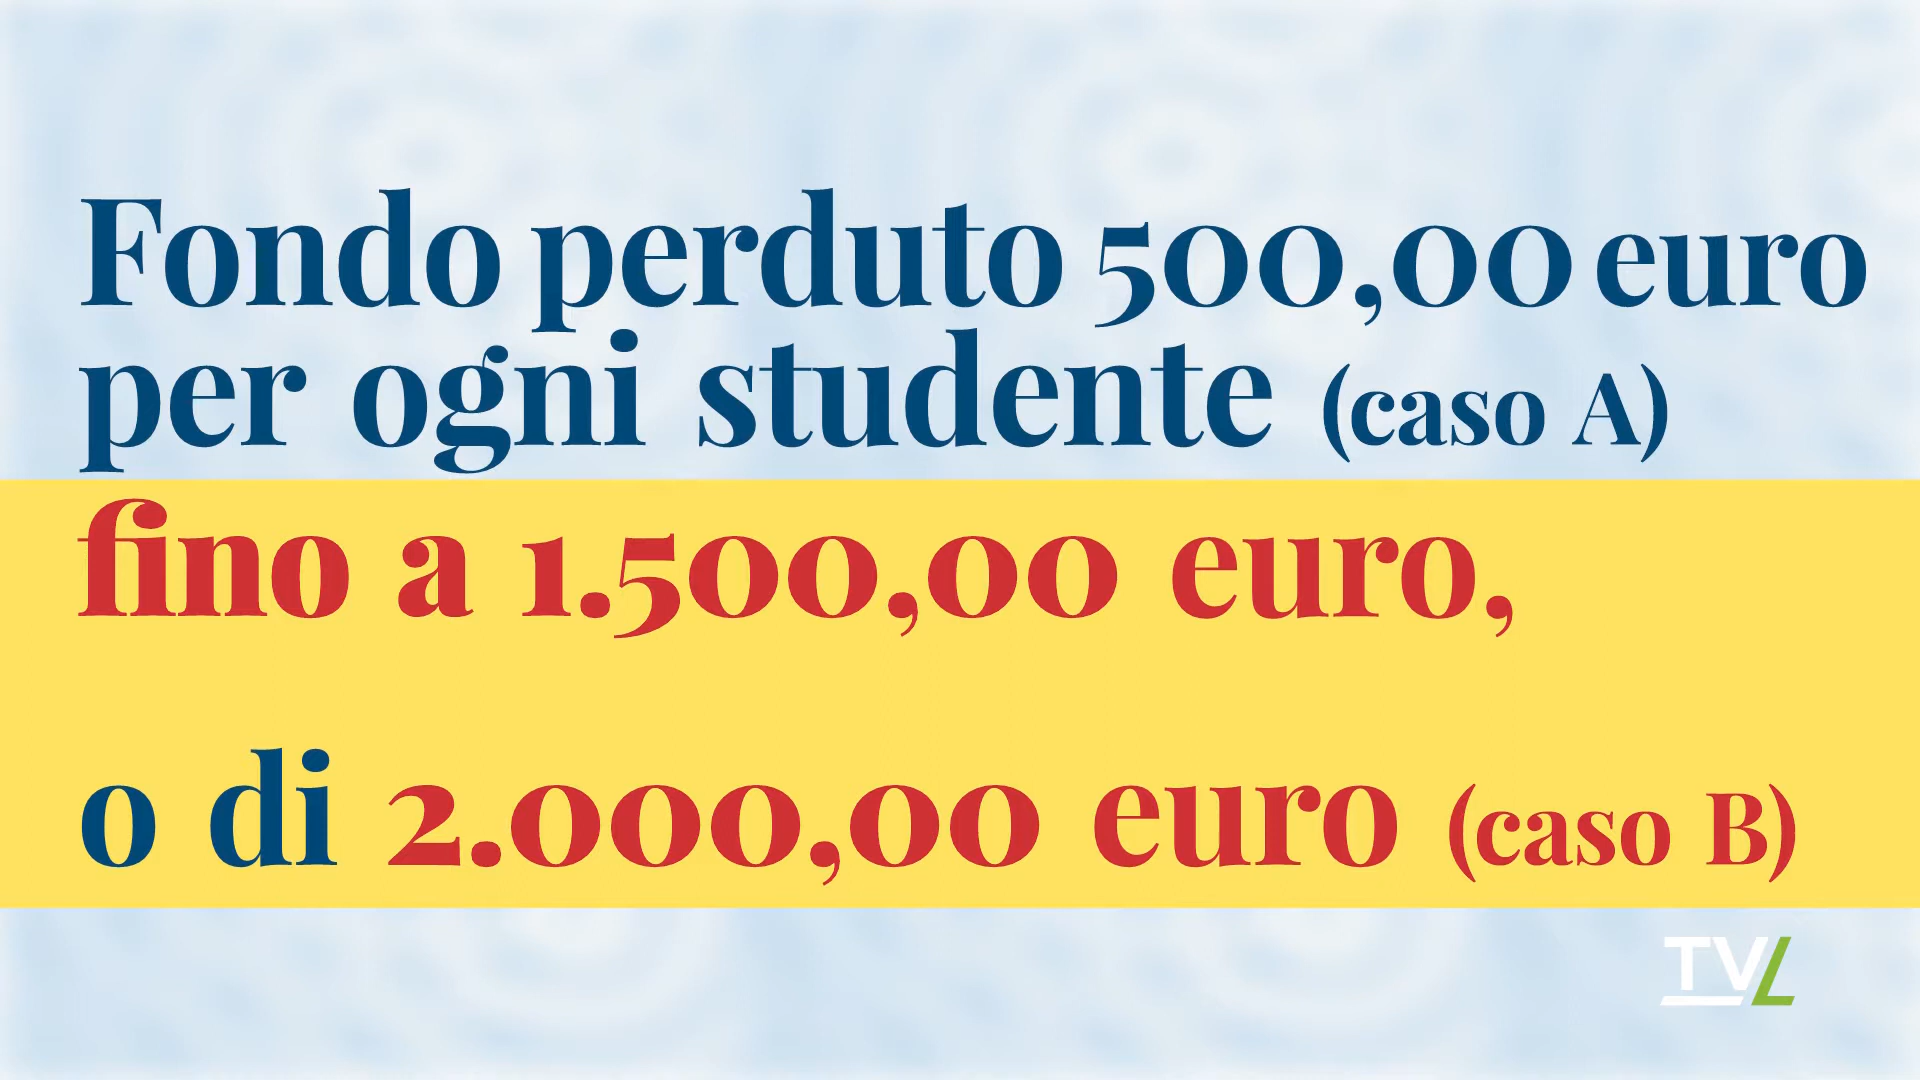 Fondo perduto 500,00 euro
per ogni studente (caso A)
fino a 1.500,00 euro,
o di 2.000,00 euro (caso B)
TVL